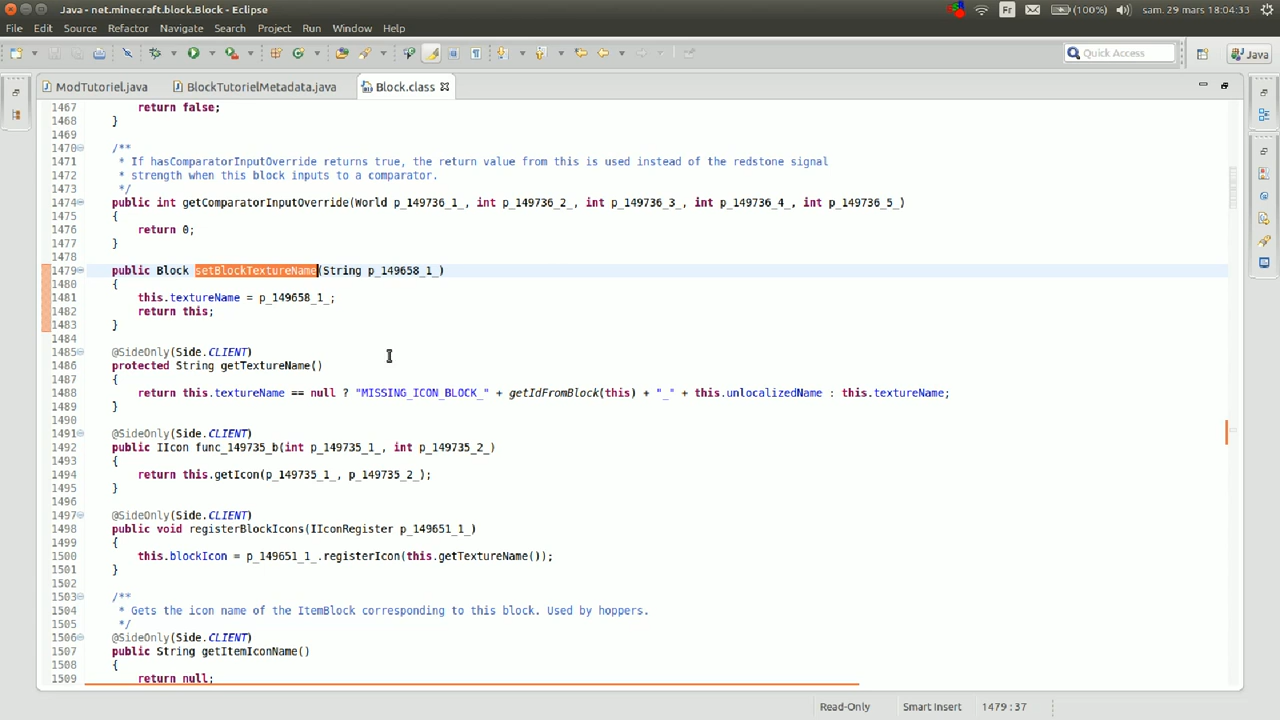 Java - net.minecraft.block.Block - Eclipse
Fr
(100%)
sam. 29 mars 18:04:33
File Edit Source Refactor Navigate Search Project Run Window Help
Quick Access
Java
ModTutoriel.java
BlockTutorielMetadata.java
Block.class
1467 return false;
1468 }
1469
1470 /**
1471 * If hasComparatorInputOverride returns true, the return value from this is used instead of the redstone signal
1472 * strength when this block inputs to a comparator.
1473 */
1474 public int getComparatorInputOverride(World p_149736_1_, int p_149736_2_, int p_149736_3_, int p_149736_4_, int p_149736_5_)
1475 {
1476 return 0;
1477 }
1478
1479 public Block setBlockTextureName(String p_149658_1_)
1480 {
1481 this.textureName = p_149658_1_;
1482 return this;
1483 }
1484
1485 @SideOnly(Side.CLIENT)
1486 protected String getTextureName()
1487 {
1488 return this.textureName == null ? "MISSING_ICON_BLOCK_" + getIdFromBlock(this) + "_" + this.unlocalizedName : this.textureName;
1489 }
1490
1491 @SideOnly(Side.CLIENT)
1492 public IIcon func_149735_b(int p_149735_1_, int p_149735_2_)
1493 {
1494 return this.getIcon(p_149735_1_, p_149735_2_);
1495 }
1496
1497 @SideOnly(Side.CLIENT)
1498 public void registerBlockIcons(IIconRegister p_149651_1_)
1499 {
1500 this.blockIcon = p_149651_1_.registerIcon(this.getTextureName());
1501 }
1502
1503 /**
1504 * Gets the icon name of the ItemBlock corresponding to this block. Used by hoppers.
1505 */
1506 @SideOnly(Side.CLIENT)
1507 public String getItemIconName()
1508 {
1509 return null;
Read-Only
Smart Insert
1479 : 37